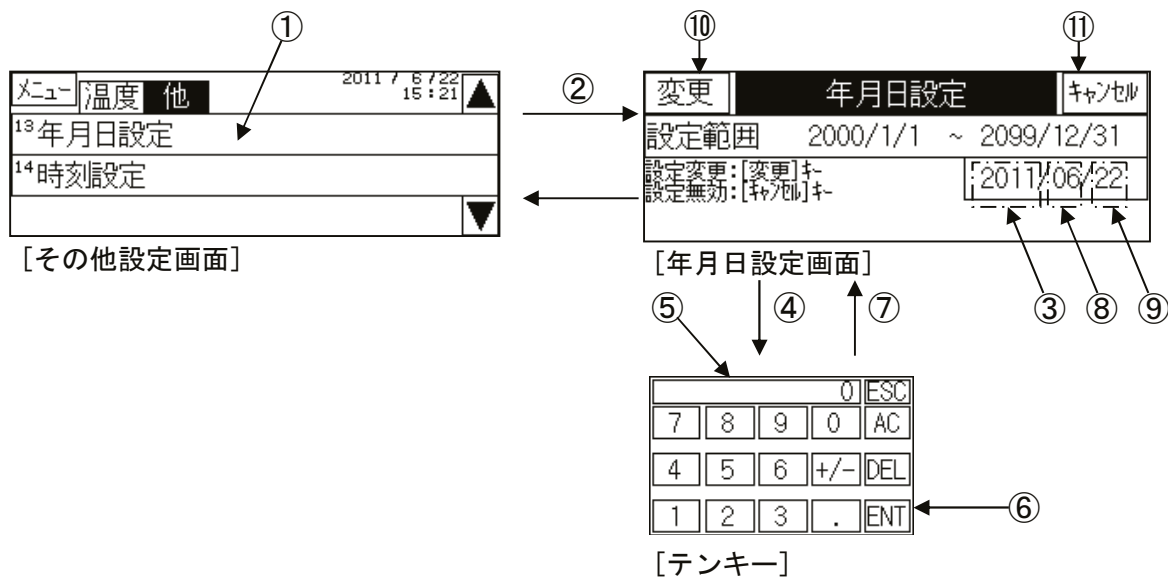 ①
メニュー 温度 他 2011 / 6 /22
15:21 ▲
13年月日設定
14時刻設定
▼
[その他設定画面]
②
⑩ ⑪
変更 年月日設定 キャンセル
設定範囲 2000/1/1 ~ 2099/12/31
設定変更:[変更]キー
設定無効:[キャンセル]キー
2011/06/22
[年月日設定画面]
③ ⑧ ⑨
⑤ ④ ⑦
0 ESC
7 8 9 0 AC
4 5 6 +/- DEL
1 2 3 . ENT
⑥
[テンキー]